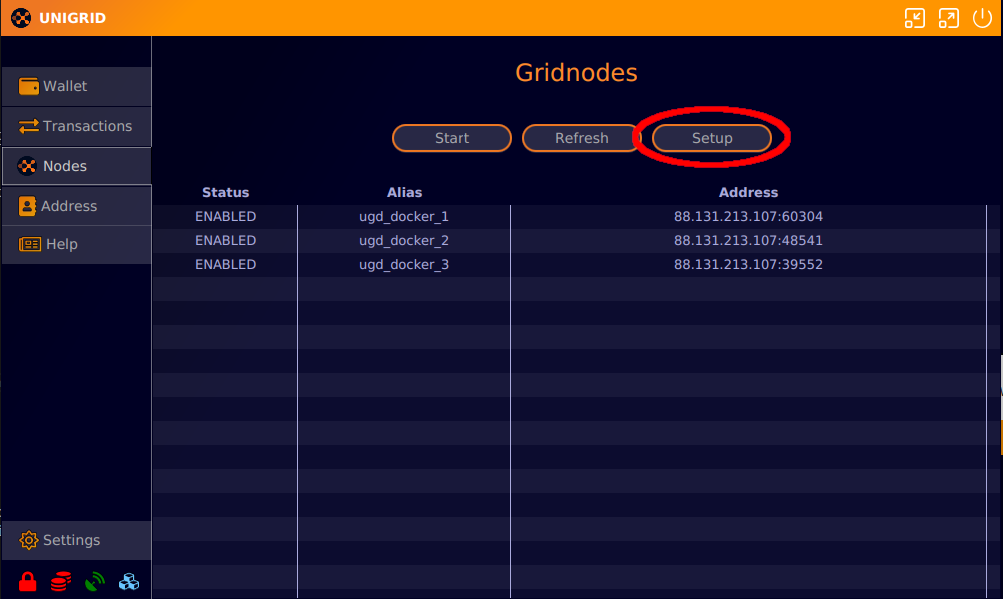 UNIGRID
Wallet
Transactions
Nodes
Address
Help
Settings
Gridnodes
Start Refresh Setup
Status Alias Address
ENABLED ugd_docker_1 88.131.213.107:60304
ENABLED ugd_docker_2 88.131.213.107:48541
ENABLED ugd_docker_3 88.131.213.107:39552